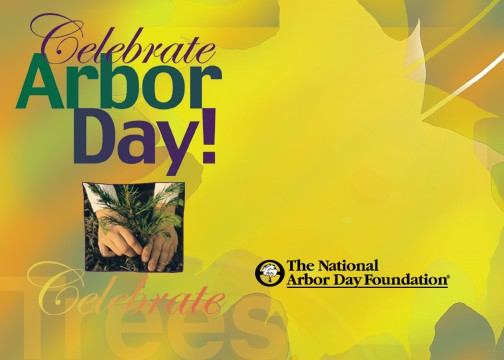 Celebrate
Arbor
Day!
The National
Arbor Day Foundation®
Celebrate
Trees